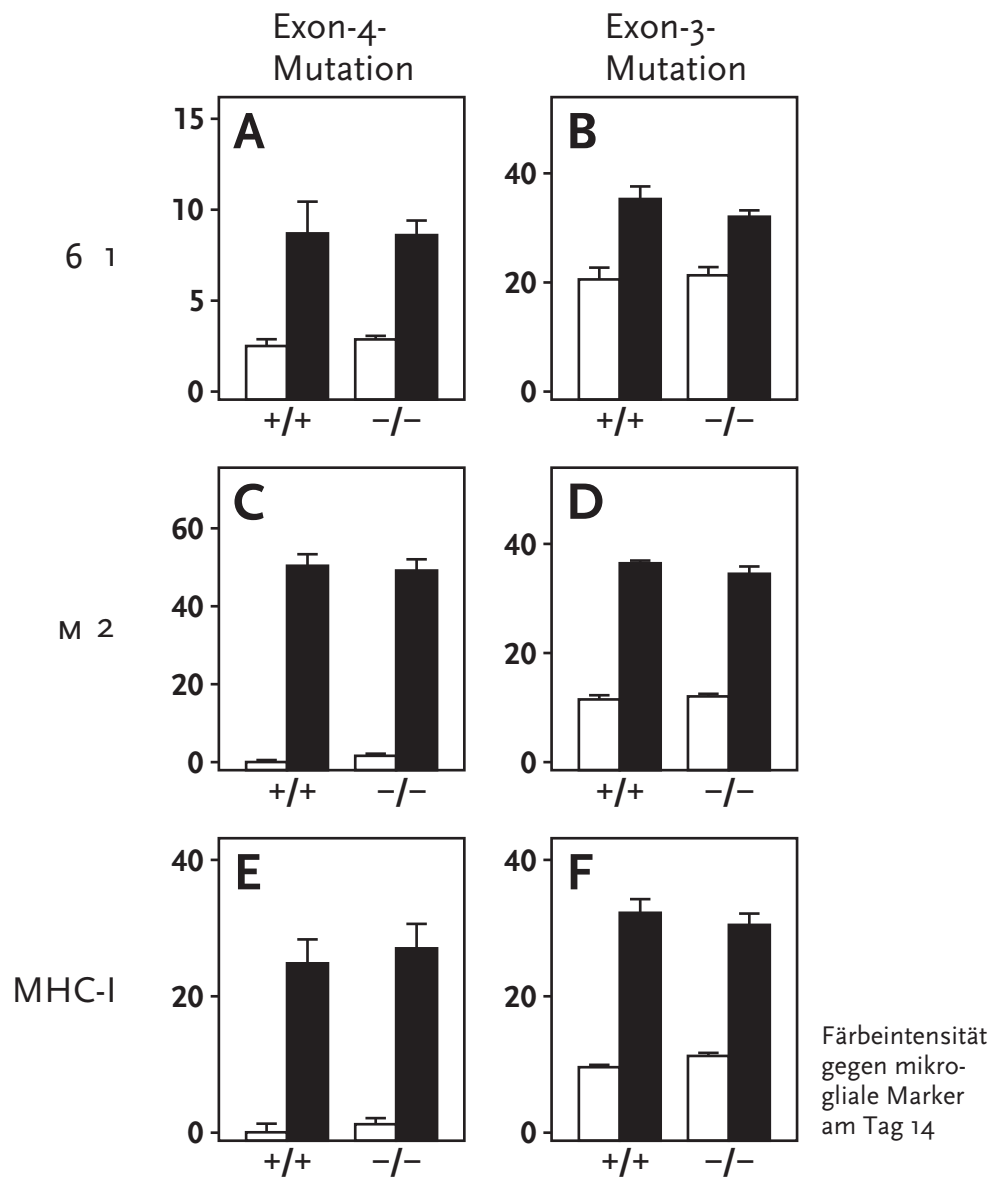 Exon-4-
Mutation
Exon-3-
Mutation
6 1
A
15
10
5
0
+/+ −/−
B
40
20
0
+/+ −/−
M 2
C
60
40
20
0
+/+ −/−
D
40
20
0
+/+ −/−
MHC-I
E
40
20
0
+/+ −/−
F
40
20
0
+/+ −/−
Färbeintensität
gegen mikro-
gliale Marker
am Tag 14